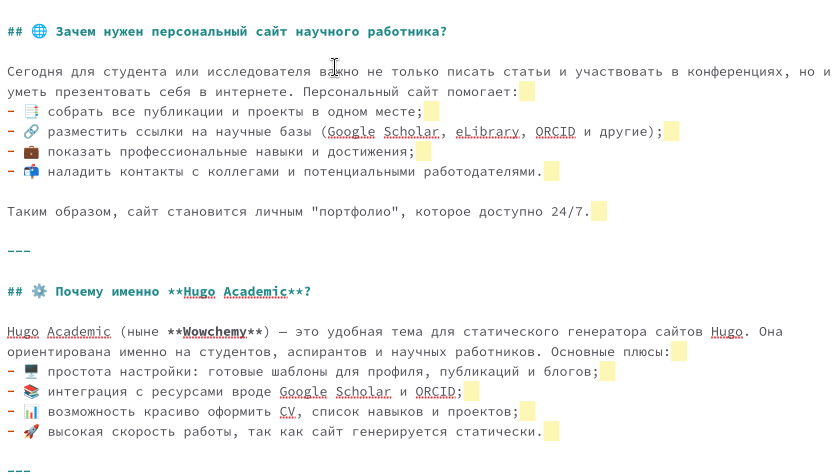 ## 🌐 Зачем нужен персональный сайт научного работника?
Сегодня для студента или исследователя важно не только писать статьи и участвовать в конференциях, но и
уметь презентовать себя в интернете. Персональный сайт помогает:
- 📑 собрать все публикации и проекты в одном месте;
- 🔗 разместить ссылки на научные базы (Google Scholar, eLibrary, ORCID и другие);
- 💼 показать профессиональные навыки и достижения;
- 📬 наладить контакты с коллегами и потенциальными работодателями.
Таким образом, сайт становится личным "портфолио", которое доступно 24/7.
---
## ⚙️ Почему именно **Hugo Academic**?
Hugo Academic (ныне **Wowchemy**) — это удобная тема для статического генератора сайтов Hugo. Она
ориентирована именно на студентов, аспирантов и научных работников. Основные плюсы:
- 🖥️ простота настройки: готовые шаблоны для профиля, публикаций и блогов;
- 📚 интеграция с ресурсами вроде Google Scholar и ORCID;
- 📊 возможность красиво оформить CV, список навыков и проектов;
- 🚀 высокая скорость работы, так как сайт генерируется статически.
---